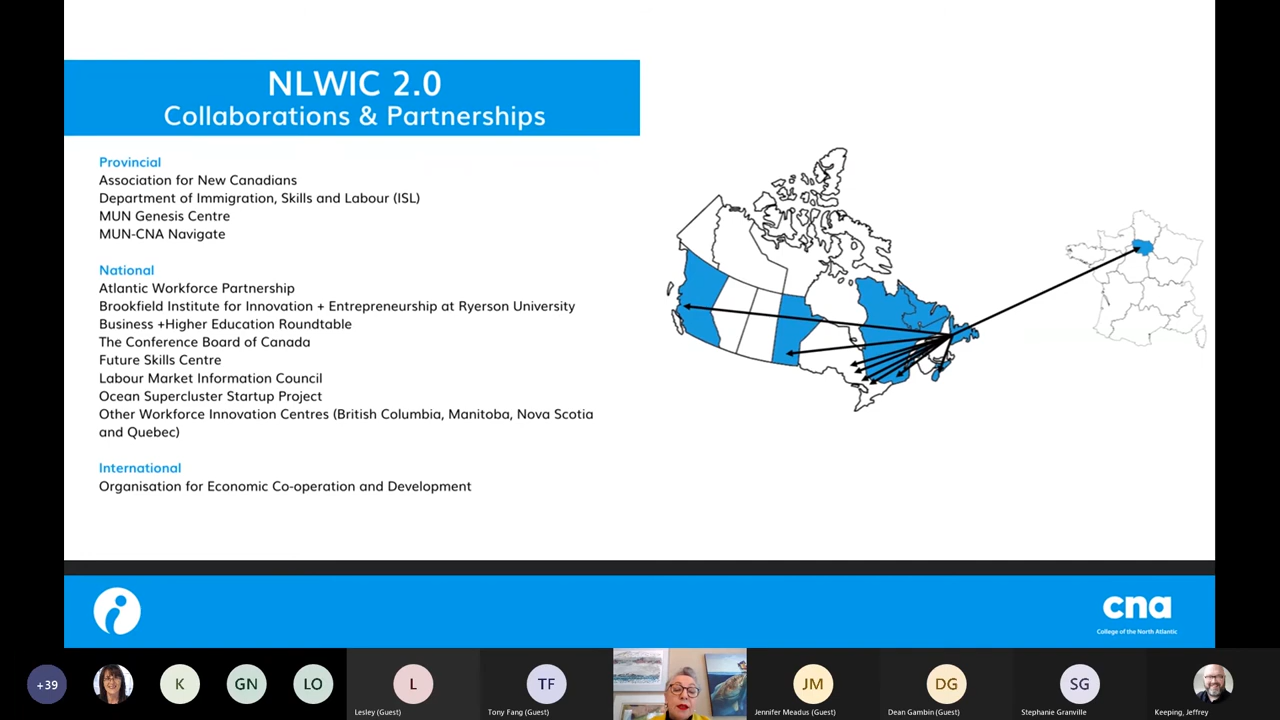 NLWIC 2.0
Collaborations & Partnerships
Provincial
Association for New Canadians
Department of Immigration, Skills and Labour (ISL)
MUN Genesis Centre
MUN-CNA Navigate
National
Atlantic Workforce Partnership
Brookfield Institute for Innovation + Entrepreneurship at Ryerson University
Business +Higher Education Roundtable
The Conference Board of Canada
Future Skills Centre
Labour Market Information Council
Ocean Supercluster Startup Project
Other Workforce Innovation Centres (British Columbia, Manitoba, Nova Scotia
and Quebec)
International
Organisation for Economic Co-operation and Development
cna
College of the North Atlantic
+39
K
GN
LO
L
TF
JM
DG
SG
Lesley (Guest)
Tony Fang (Guest)
Jennifer Meadus (Guest)
Dean Gambin (Guest)
Stephanie Granville
Keeping, Jeffrey